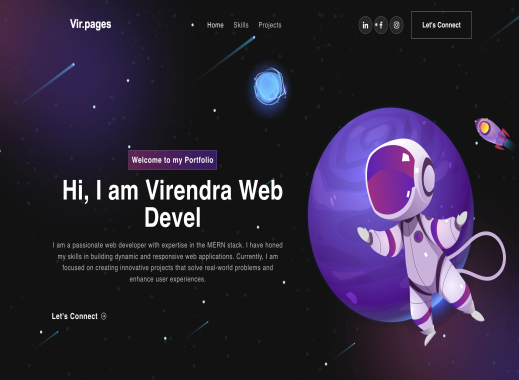 Vir.pages
Home Skills Projects
Let's Connect
Welcome to my Portfolio
Hi, I am Virendra Web
Devel
I am a passionate web developer with expertise in the MERN stack. I have honed
my skills in building dynamic and responsive web applications. Currently, I am
focused on creating innovative projects that solve real-world problems and
enhance user experiences.
Let's Connect